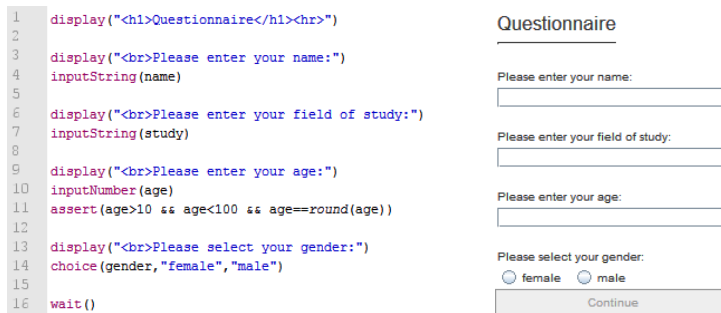 1 display("<h1>Questionnaire</h1><hr>")
2
3 display("<br>Please enter your name:")
4 inputString(name)
5
6 display("<br>Please enter your field of study:")
7 inputString(study)
8
9 display("<br>Please enter your age:")
10 inputNumber(age)
11 assert(age>10 && age<100 && age==round(age))
12
13 display("<br>Please select your gender:")
14 choice(gender,"female","male")
15
16 wait()
Questionnaire
Please enter your name:
Please enter your field of study:
Please enter your age:
Please select your gender:
female male
Continue